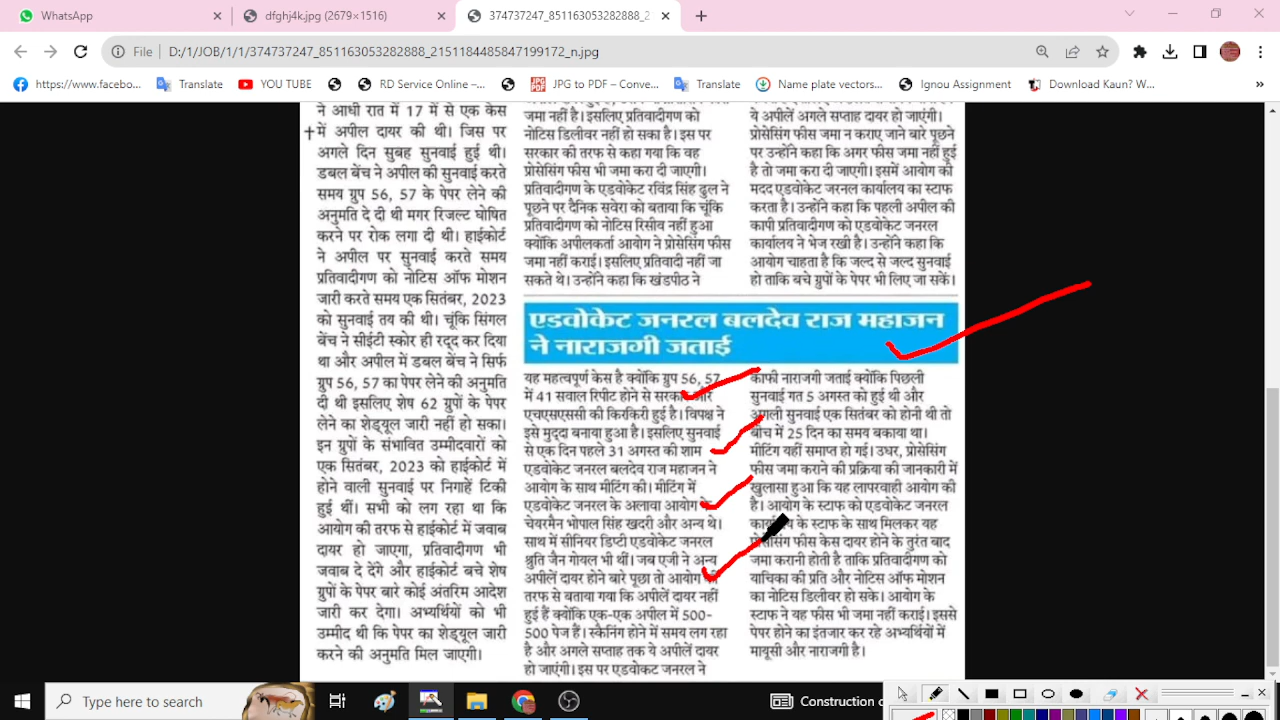 WhatsApp
dfghj4k.jpg (2679×1516)
374737247_851163053282888_2
File
D:/1/JOB/1/1/374737247_851163053282888_2151184485847199172_n.jpg
https://www.facebo...
Translate
YOU TUBE
RD Service Online –...
JPG to PDF – Conve...
Translate
Name plate vectors...
Ignou Assignment
Download Kaun? W...
»
ने आधी रात में 17 में से एक केस
में अपील दायर की थी। जिस पर
अगले दिन सुबह सुनवाई हुई थी।
डबल बेंच ने अपील की सुनवाई करते
समय ग्रुप 56, 57 के पेपर लेने की
अनुमति दे दी थी मगर रिजल्ट घोषित
करने पर रोक लगा दी थी। हाईकोर्ट
ने अपील पर सुनवाई करते समय
प्रतिवादीगण को नोटिस ऑफ मोशन
जारी करते समय एक सितंबर, 2023
को सुनवाई तय की थी। चूंकि सिंगल
बेंच ने सीईटी स्कोर ही रद्द कर दिया
था और अपील में डबल बेंच ने सिर्फ
ग्रुप 56, 57 का पेपर लेने की अनुमति
दी थी इसलिए शेष 62 ग्रुपों के पेपर
लेने का शेड्यूल जारी नहीं हो सका।
इन ग्रुपों के संभावित उम्मीदवारों को
एक सितंबर, 2023 को हाईकोर्ट में
होने वाली सुनवाई पर निगाहें टिकी
हुई थीं। सभी को लग रहा था कि
आयोग की तरफ से हाईकोर्ट में जवाब
दायर हो जाएगा, प्रतिवादीगण भी
जवाब दे देंगे और हाईकोर्ट बचे शेष
ग्रुपों के पेपर बारे कोई अंतरिम आदेश
जारी कर देगा। अभ्यर्थियों को भी
उम्मीद थी कि पेपर का शेड्यूल जारी
करने की अनुमति मिल जाएगी।
जमा नहीं है। इसलिए प्रतिवादीगण को
नोटिस डिलीवर नहीं हो सका है। इस पर
सरकार की तरफ से कहा गया कि वह
प्रोसेसिंग फीस भी जमा करा दी जाएगी।
प्रतिवादीगण के एडवोकेट रविंद्र सिंह ढुल ने
पूछने पर दैनिक सवेरा को बताया कि चूंकि
प्रतिवादीगण को नोटिस रिसीव नहीं हुआ
क्योंकि अपीलकर्ता आयोग ने प्रोसेसिंग फीस
जमा नहीं कराई। इसलिए प्रतिवादी नहीं जा
सकते थे। उन्होंने कहा कि खंडपीठ ने
ये अपीलें अगले सप्ताह दायर हो जाएंगी।
प्रोसेसिंग फीस जमा न कराए जाने बारे पूछने
पर उन्होंने कहा कि अगर फीस जमा नहीं हुई
है तो जमा करा दी जाएगी। इसमें आयोग की
मदद एडवोकेट जरनल कार्यालय का स्टाफ
करता है। उन्होंने कहा कि पहली अपील की
कापी प्रतिवादीगण को एडवोकेट जनरल
कार्यालय ने भेज रखी है। उन्होंने कहा कि
आयोग चाहता है कि जल्द से जल्द सुनवाई
हो ताकि बचे ग्रुपों के पेपर भी लिए जा सकें।
एडवोकेट जनरल बलदेव राज महाजन
ने नाराजगी जताई
यह महत्वपूर्ण केस है क्योंकि ग्रुप 56, 57
में 41 सवाल रिपीट होने से सरकार और
एचएसएससी की किरकिरी हुई है। विपक्ष ने
इसे मुद्दा बनाया हुआ है। इसलिए सुनवाई
से एक दिन पहले 31 अगस्त की शाम
एडवोकेट जनरल बलदेव राज महाजन ने
आयोग के साथ मीटिंग की। मीटिंग में
एडवोकेट जनरल के अलावा आयोग के
चेयरमैन भोपाल सिंह खदरी और अन्य थे।
साथ में सीनियर डिप्टी एडवोकेट जनरल
श्रुति जैन गोयल भी थीं। जब एजी ने अन्य
अपीलें दायर होने बारे पूछा तो आयोग की
तरफ से बताया गया कि अपीलें दायर नहीं
हुई हैं क्योंकि एक-एक अपील में 500-
500 पेज हैं। स्कैनिंग होने में समय लग रहा
है और अगले सप्ताह तक ये अपीलें दायर
हो जाएंगी। इस पर एडवोकट जनरल ने
काफी नाराजगी जताई क्योंकि पिछली
सुनवाई गत 5 अगस्त को हुई थी और
अगली सुनवाई एक सितंबर को होनी थी तो
बीच में 25 दिन का समय बकाया था।
मीटिंग यहीं समाप्त हो गई। उधर, प्रोसेसिंग
फीस जमा कराने की प्रक्रिया की जानकारी में
खुलासा हुआ कि यह लापरवाही आयोग की
है। आयोग के स्टाफ को एडवोकेट जनरल
के स्टाफ के साथ मिलकर यह
प्रोसेसिंग फीस केस दायर होने के तुरंत बाद
जमा करानी होती है ताकि प्रतिवादीगण को
याचिका की प्रति और नोटिस ऑफ मोशन
का नोटिस डिलीवर हो सके। आयोग के
स्टाफ ने यह फीस भी जमा नहीं कराई। इससे
पेपर होने का इंतजार कर रहे अभ्यर्थियों में
मायूसी और नाराजगी है।
Type here to search
Construction o